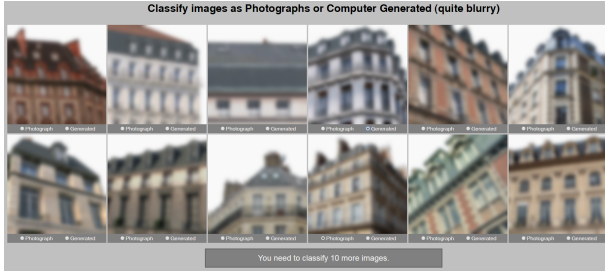 Classify images as Photographs or Computer Generated (quite blurry)
Photograph Generated Photograph Generated Photograph Generated Photograph Generated Photograph Generated Photograph Generated
Photograph Generated Photograph Generated Photograph Generated Photograph Generated Photograph Generated Photograph Generated
You need to classify 10 more images.